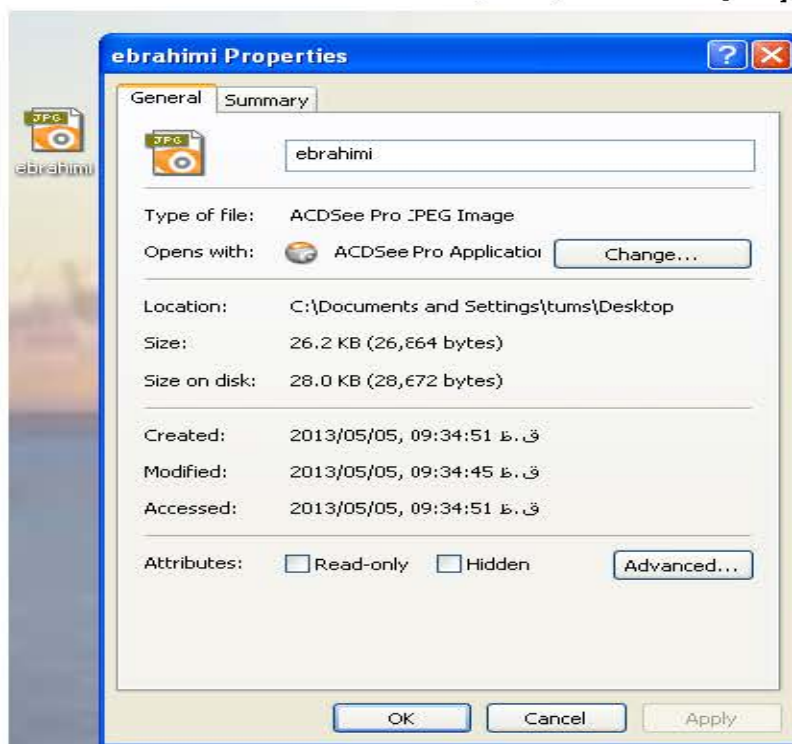 ebrahimi Properties
General Summary
JPG
ebrahimi
JPG
ebrahimi
Type of file: ACDSee Pro JPEG Image
Opens with: ACDSee Pro Application Change...
Location: C:\Documents and Settings\tums\Desktop
Size: 26.2 KB (26,864 bytes)
Size on disk: 28.0 KB (28,672 bytes)
Created: 2013/05/05, 09:34:51 ق.ظ
Modified: 2013/05/05, 09:34:45 ق.ظ
Accessed: 2013/05/05, 09:34:51 ق.ظ
Attributes: Read-only Hidden Advanced...
OK Cancel Apply